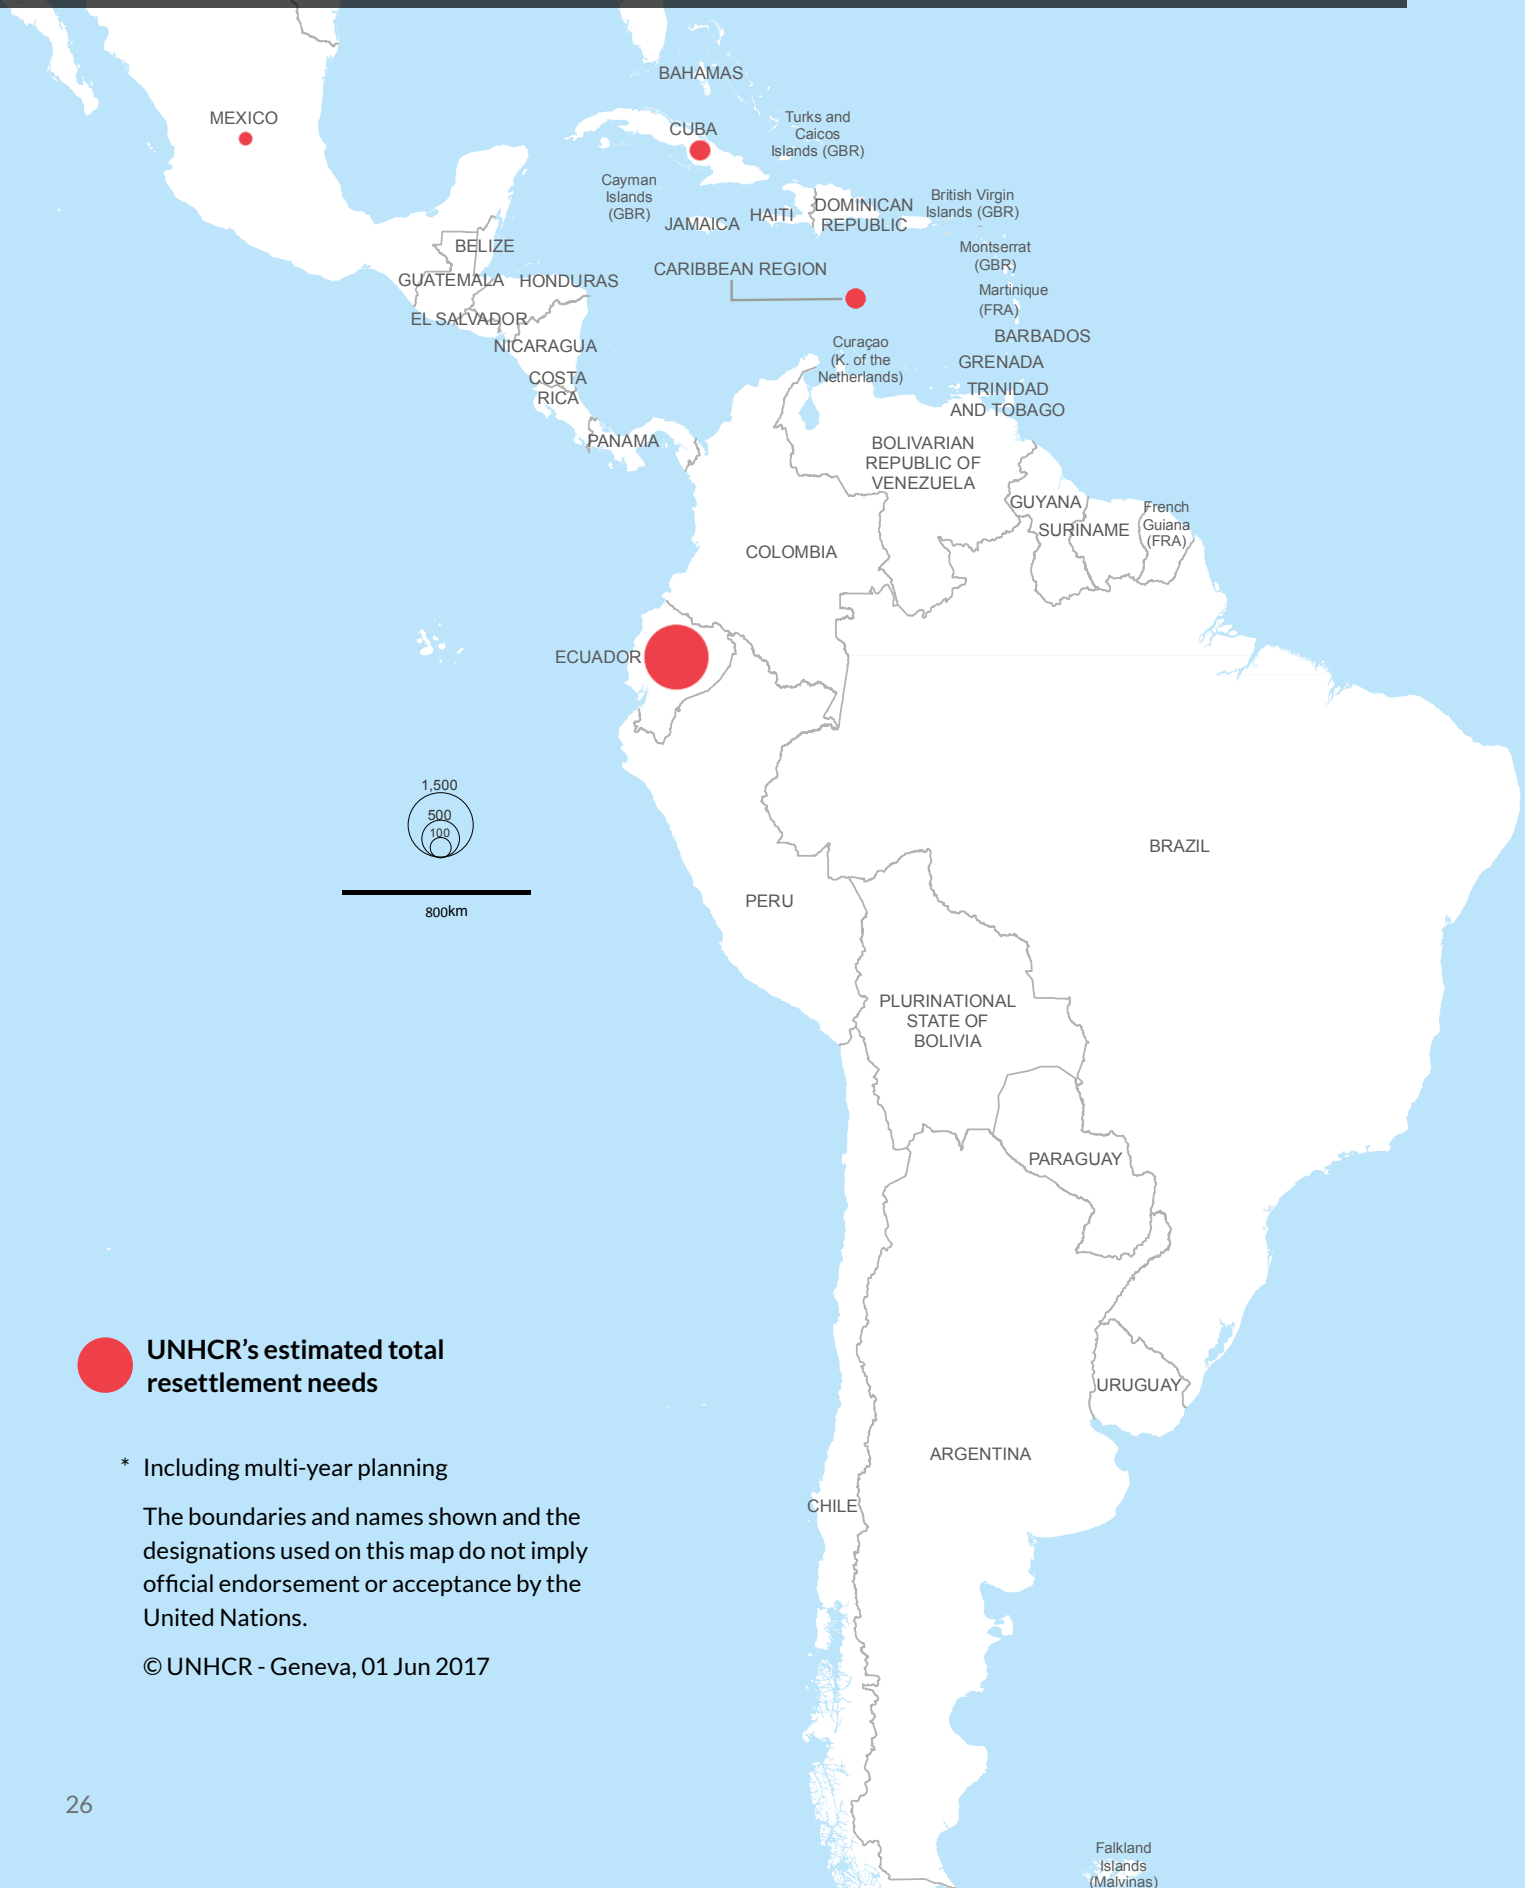 BAHAMAS
MEXICO
CUBA
Turks and
Caicos
Islands (GBR)
Cayman
Islands
(GBR)
JAMAICA
HAITI
DOMINICAN
REPUBLIC
British Virgin
Islands (GBR)
BELIZE
Montserrat
(GBR)
CARIBBEAN REGION
GUATEMALA
HONDURAS
Martinique
(FRA)
EL SALVADOR
BARBADOS
NICARAGUA
Curaçao
(K. of the
Netherlands)
GRENADA
COSTA
RICA
TRINIDAD
AND TOBAGO
PANAMA
BOLIVARIAN
REPUBLIC OF
VENEZUELA
GUYANA
SURINAME
French
Guiana
(FRA)
COLOMBIA
ECUADOR
1,500
500
100
800km
BRAZIL
PERU
PLURINATIONAL
STATE OF
BOLIVIA
PARAGUAY
UNHCR’s estimated total
resettlement needs
URUGUAY
ARGENTINA
* Including multi-year planning
CHILE
The boundaries and names shown and the
designations used on this map do not imply
official endorsement or acceptance by the
United Nations.
© UNHCR - Geneva, 01 Jun 2017
26
Falkland
Islands
(Malvinas)